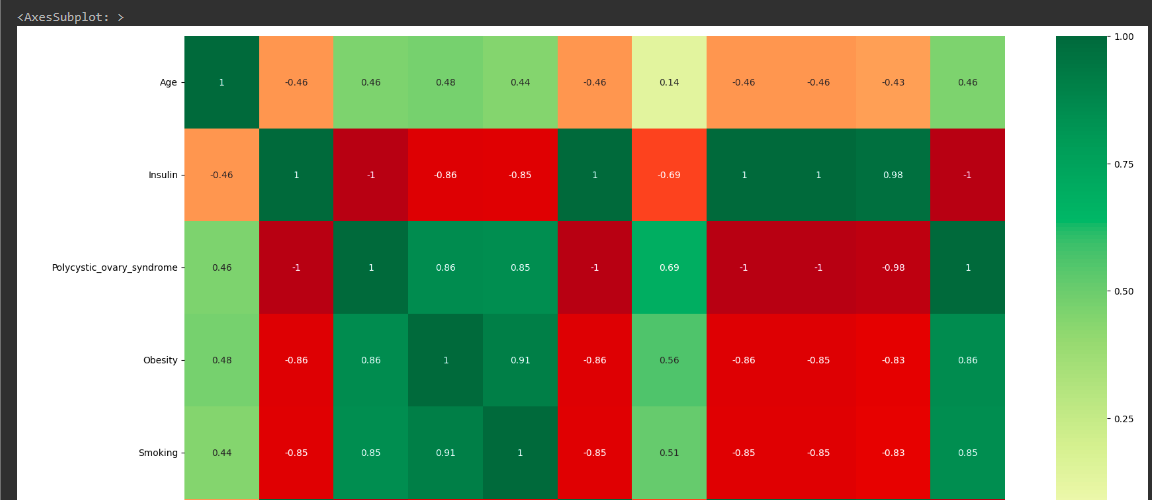 <AxesSubplot: >
1.00
Age 1 -0.46 0.46 0.48 0.44 -0.46 0.14 -0.46 -0.46 -0.43 0.46
0.75
Insulin -0.46 1 -1 -0.86 -0.85 1 -0.69 1 1 0.98 -1
Polycystic_ovary_syndrome 0.46 -1 1 0.86 0.85 -1 0.69 -1 -1 -0.98 1
0.50
Obesity 0.48 -0.86 0.86 1 0.91 -0.86 0.56 -0.86 -0.85 -0.83 0.86
0.25
Smoking 0.44 -0.85 0.85 0.91 1 -0.85 0.51 -0.85 -0.85 -0.83 0.85